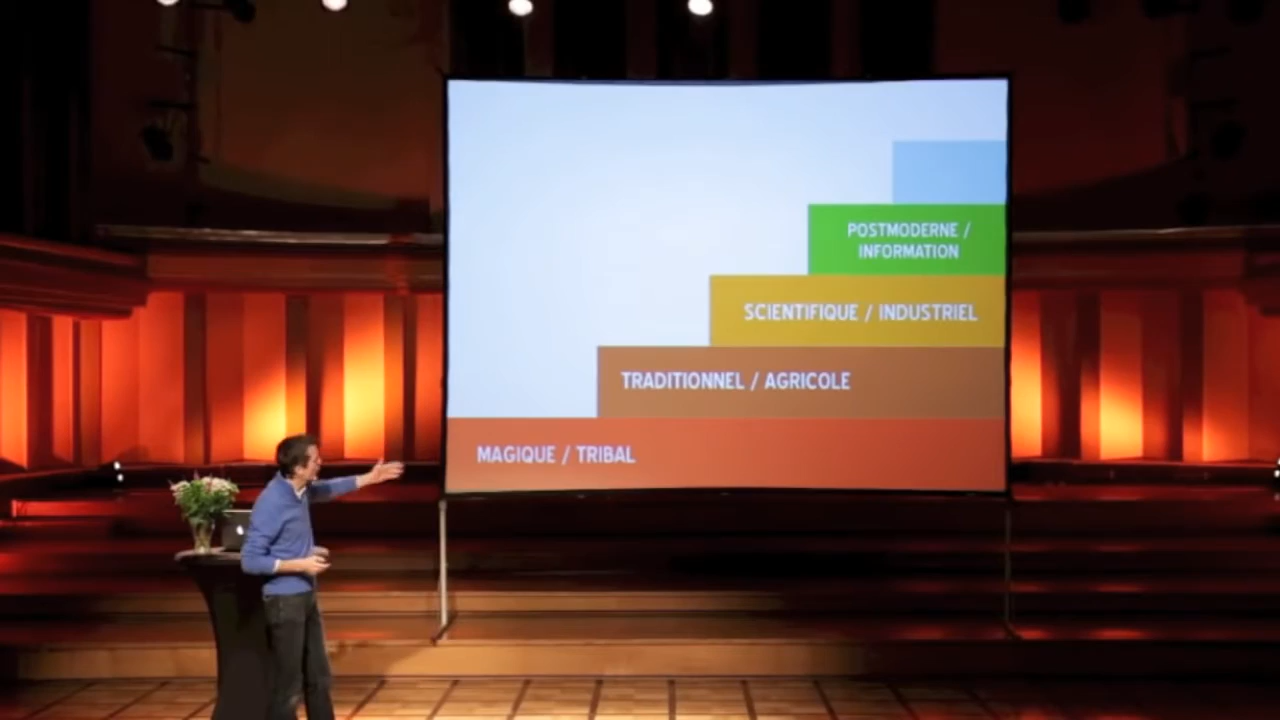 POSTMODERNE /
INFORMATION
SCIENTIFIQUE / INDUSTRIEL
TRADITIONNEL / AGRICOLE
MAGIQUE / TRIBAL